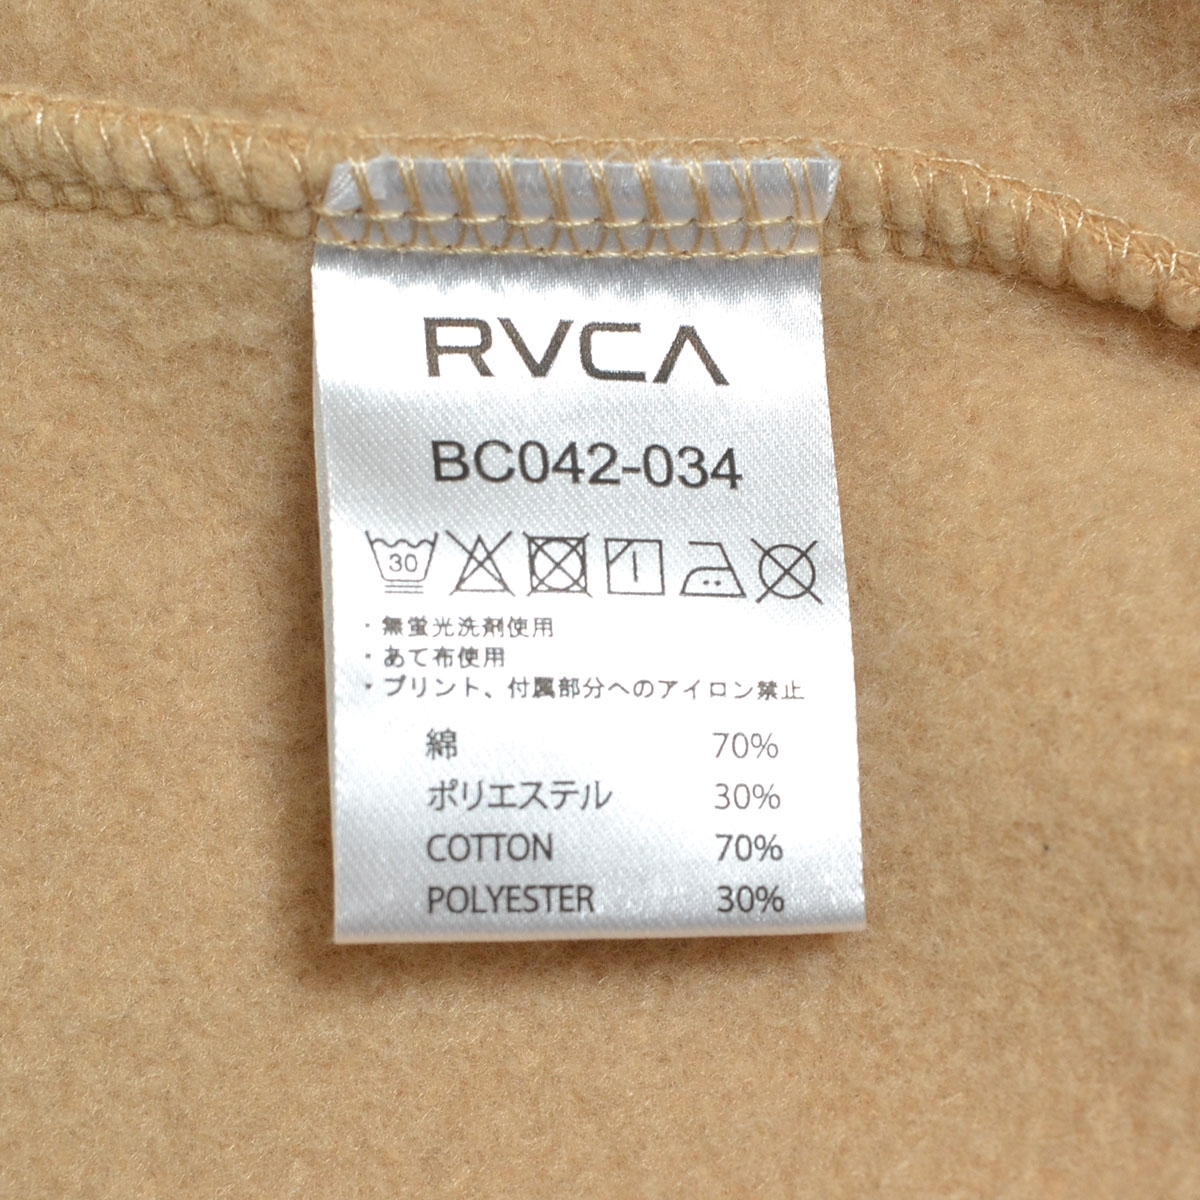 RVCA
BC042-034
30
・無蛍光洗剤使用
・あて布使用
・プリント、付属部分へのアイロン禁止
綿 70%
ポリエステル 30%
COTTON 70%
POLYESTER 30%